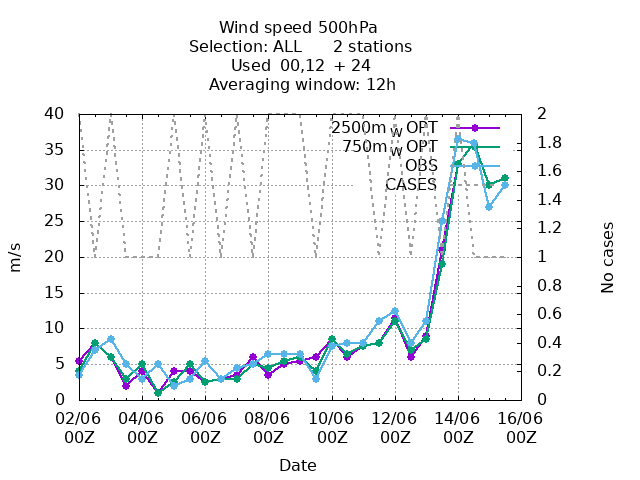 Wind speed 500hPa
Selection: ALL 2 stations
Used 00,12 + 24
Averaging window: 12h
40 2
35 1.8
30 1.6
25 1.4
20 1.2
15 1
10 0.8
5 0.6
0 0.4
0.2
0
2500m W OPT
750m W OPT
OBS
CASES
m/s
No cases
02/06 04/06 06/06 08/06 10/06 12/06 14/06 16/06
00Z 00Z 00Z 00Z 00Z 00Z 00Z 00Z
Date